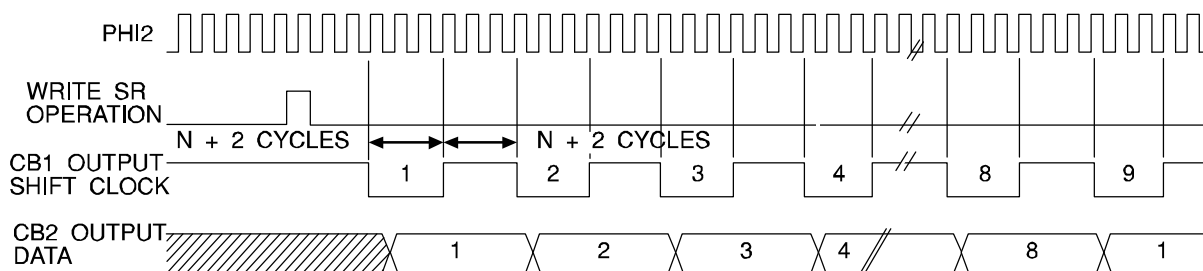 PHI2
WRITE SR
OPERATION
N + 2 CYCLES N + 2 CYCLES
CB1 OUTPUT
SHIFT CLOCK
1 2 3 4 8 9
CB2 OUTPUT
DATA
1 2 3 4 8 1